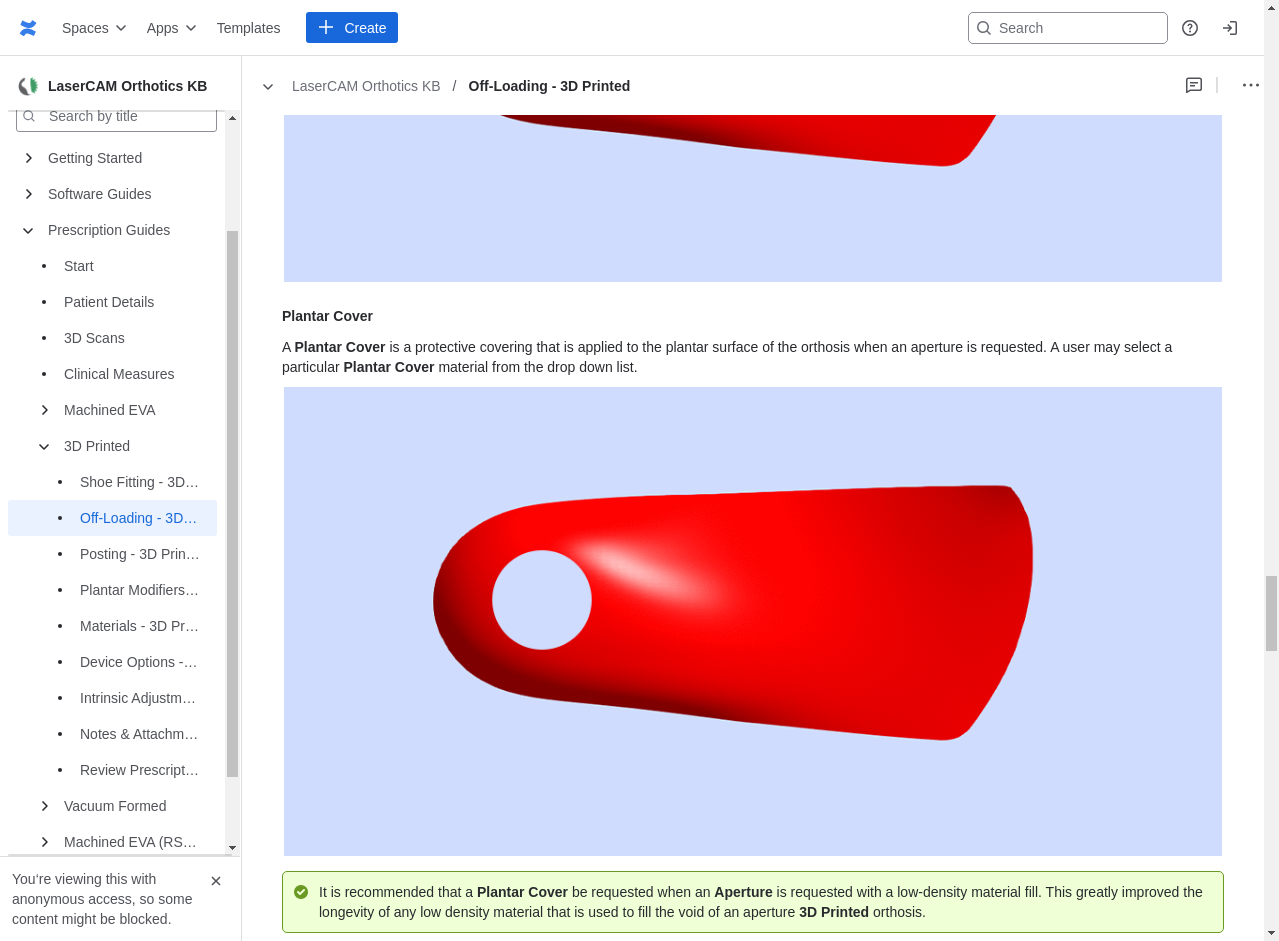 Spaces
Apps
Templates
Create
Search
LaserCAM Orthotics KB
Search by title
Getting Started
Software Guides
Prescription Guides
Start
Patient Details
3D Scans
Clinical Measures
Machined EVA
3D Printed
Shoe Fitting - 3D…
Off-Loading - 3D…
Posting - 3D Prin…
Plantar Modifiers…
Materials - 3D Pr…
Device Options -…
Intrinsic Adjustm…
Notes & Attachm…
Review Prescript…
Vacuum Formed
Machined EVA (RS…
You‘re viewing this with
anonymous access, so some
content might be blocked.
LaserCAM Orthotics KB / Off-Loading - 3D Printed
Plantar Cover
A Plantar Cover is a protective covering that is applied to the plantar surface of the orthosis when an aperture is requested. A user may select a
particular Plantar Cover material from the drop down list.
It is recommended that a Plantar Cover be requested when an Aperture is requested with a low-density material fill. This greatly improved the
longevity of any low density material that is used to fill the void of an aperture 3D Printed orthosis.